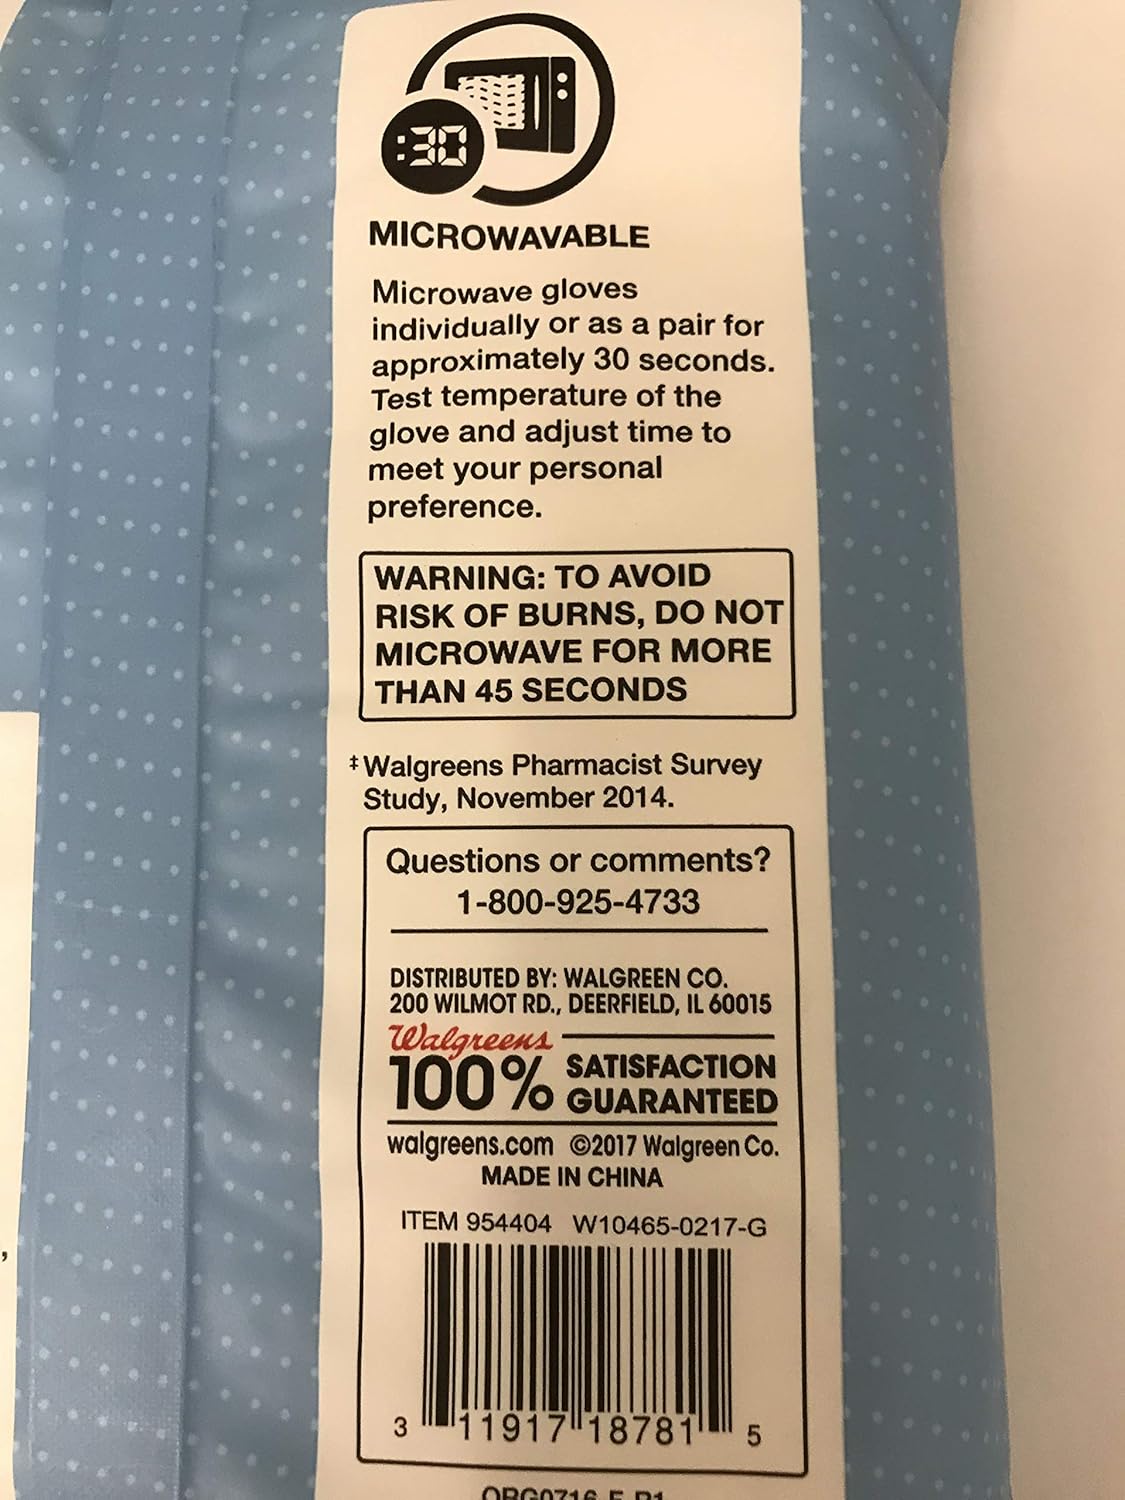 :30
MICROWAVABLE
Microwave gloves
individually or as a pair for
approximately 30 seconds.
Test temperature of the
glove and adjust time to
meet your personal
preference.
WARNING: TO AVOID
RISK OF BURNS, DO NOT
MICROWAVE FOR MORE
THAN 45 SECONDS
‡Walgreens Pharmacist Survey
Study, November 2014.
Questions or comments?
1-800-925-4733
DISTRIBUTED BY: WALGREEN CO.
200 WILMOT RD., DEERFIELD, IL 60015
Walgreens
100% SATISFACTION
GUARANTEED
walgreens.com ©2017 Walgreen Co.
MADE IN CHINA
ITEM 954404 W10465-0217-G
3 11917 18781 5